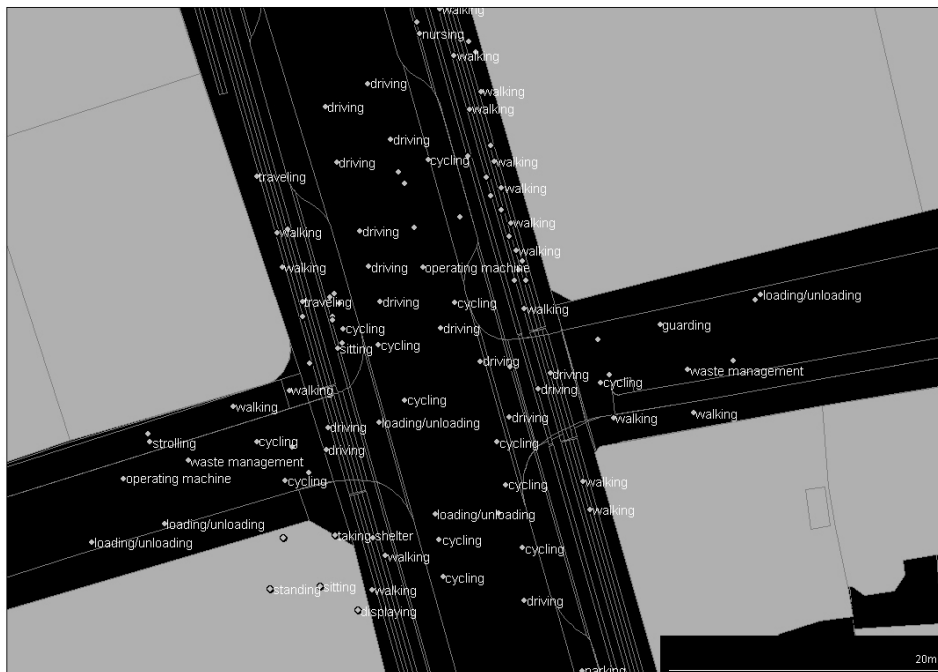 walking
nursing
walking
driving
walking
driving
walking
driving
driving
cycling
walking
traveling
walking
walking
walking
driving
walking
walking
driving
operating machine
loading/unloading
traveling
driving
cycling
walking
cycling
driving
guarding
sitting
cycling
driving
driving
waste management
cycling
walking
driving
cycling
walking
loading/unloading
driving
walking
walking
driving
strolling
cycling
cycling
driving
waste management
operating machine
cycling
cycling
walking
walking
loading/unloading
loading/unloading
taking shelter
loading/unloading
cycling
cycling
walking
cycling
standing
sitting
walking
driving
displaying
20m
parking